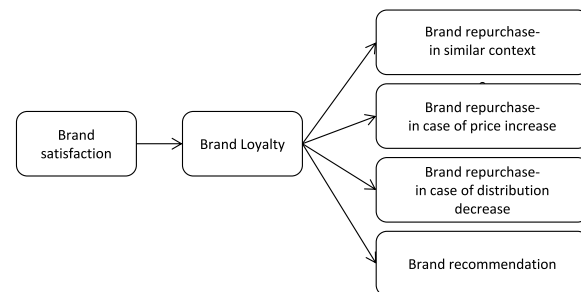 Brand repurchase-
in similar context
Brand repurchase-
in case of price increase
Brand
satisfaction
Brand Loyalty
Brand repurchase-
in case of distribution
decrease
Brand recommendation